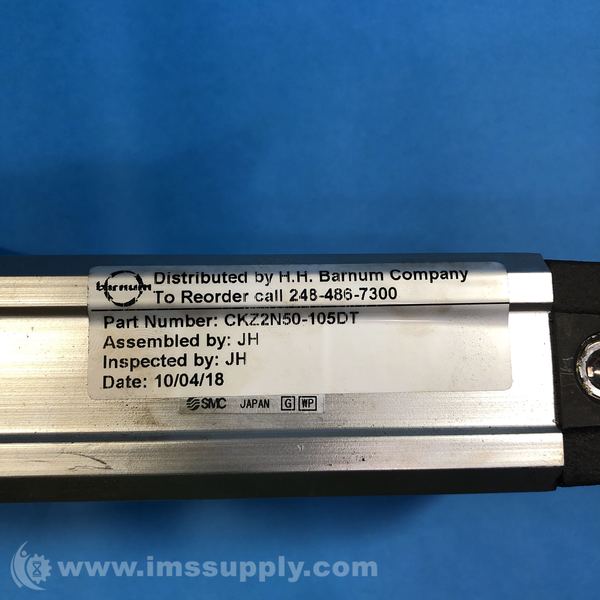 Barnum
Distributed by H.H. Barnum Company
To Reorder call 248-486-7300
Part Number: CKZ2N50-105DT
Assembled by: JH
Inspected by: JH
Date: 10/04/18
SMC JAPAN G WP
www.imssupply.com